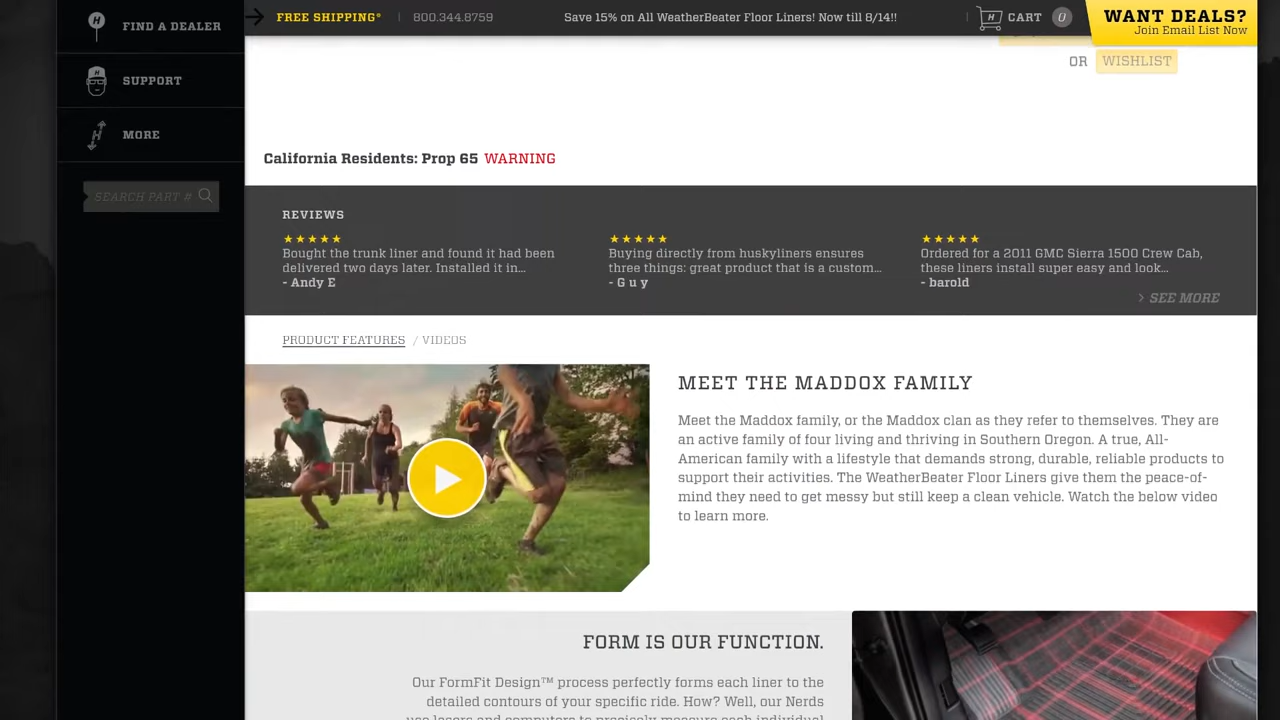 FIND A DEALER
SUPPORT
MORE
SEARCH PART #
FREE SHIPPING*
800.344.8759
Save 15% on All WeatherBeater Floor Liners! Now till 8/14!!
CART
0
WANT DEALS?
Join Email List Now
OR WISHLIST
California Residents: Prop 65 WARNING
REVIEWS
★★★★★
Bought the trunk liner and found it had been
delivered two days later. Installed it in...
- Andy E
★★★★★
Buying directly from huskyliners ensures
three things: great product that is a custom...
- G u y
★★★★★
Ordered for a 2011 GMC Sierra 1500 Crew Cab,
these liners install super easy and look...
- barold
> SEE MORE
PRODUCT FEATURES / VIDEOS
MEET THE MADDOX FAMILY
Meet the Maddox family, or the Maddox clan as they refer to themselves. They are
an active family of four living and thriving in Southern Oregon. A true, All-
American family with a lifestyle that demands strong, durable, reliable products to
support their activities. The WeatherBeater Floor Liners give them the peace-of-
mind they need to get messy but still keep a clean vehicle. Watch the below video
to learn more.
FORM IS OUR FUNCTION.
Our FormFit Design™ process perfectly forms each liner to the
detailed contours of your specific ride. How? Well, our Nerds
use lasers and computers to precisely measure each individual